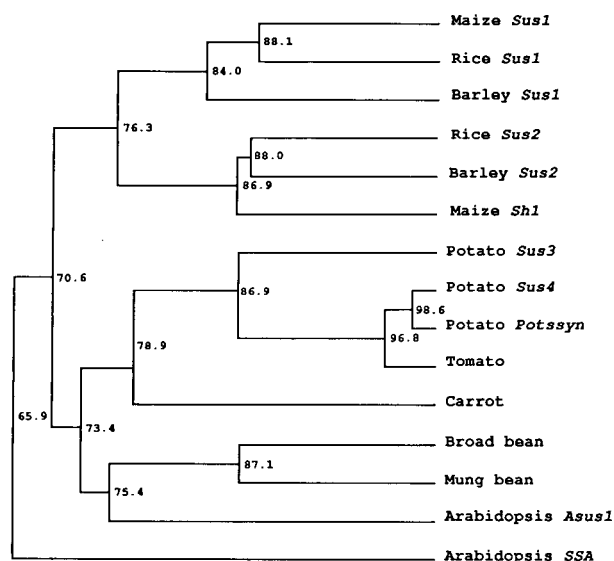 Maize Sus1
88.1
Rice Sus1
84.0
Barley Sus1
76.3
Rice Sus2
88.0
Barley Sus2
86.9
Maize Sh1
Potato Sus3
70.6
86.9
Potato Sus4
98.6
Potato Potssyn
96.8
78.9
Tomato
Carrot
65.9
73.4
Broad bean
87.1
Mung bean
75.4
Arabidopsis Asus1
Arabidopsis SSA